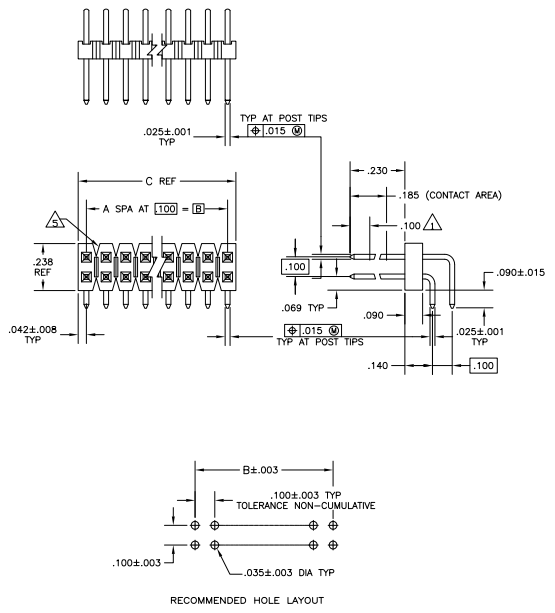 TYP AT POST TIPS
⌖ .015 Ⓜ
.025±.001
TYP
.230
C REF
.185 (CONTACT AREA)
A SPA AT .100 = B
5
.100 1
.238
REF
.100
.090±.015
.069 TYP
.090
.042±.008
TYP
⌖ .015 Ⓜ
TYP AT POST TIPS
.025±.001
TYP
.140
.100
B±.003
.100±.003 TYP
TOLERANCE NON-CUMULATIVE
.100±.003
.035±.003 DIA TYP
RECOMMENDED HOLE LAYOUT